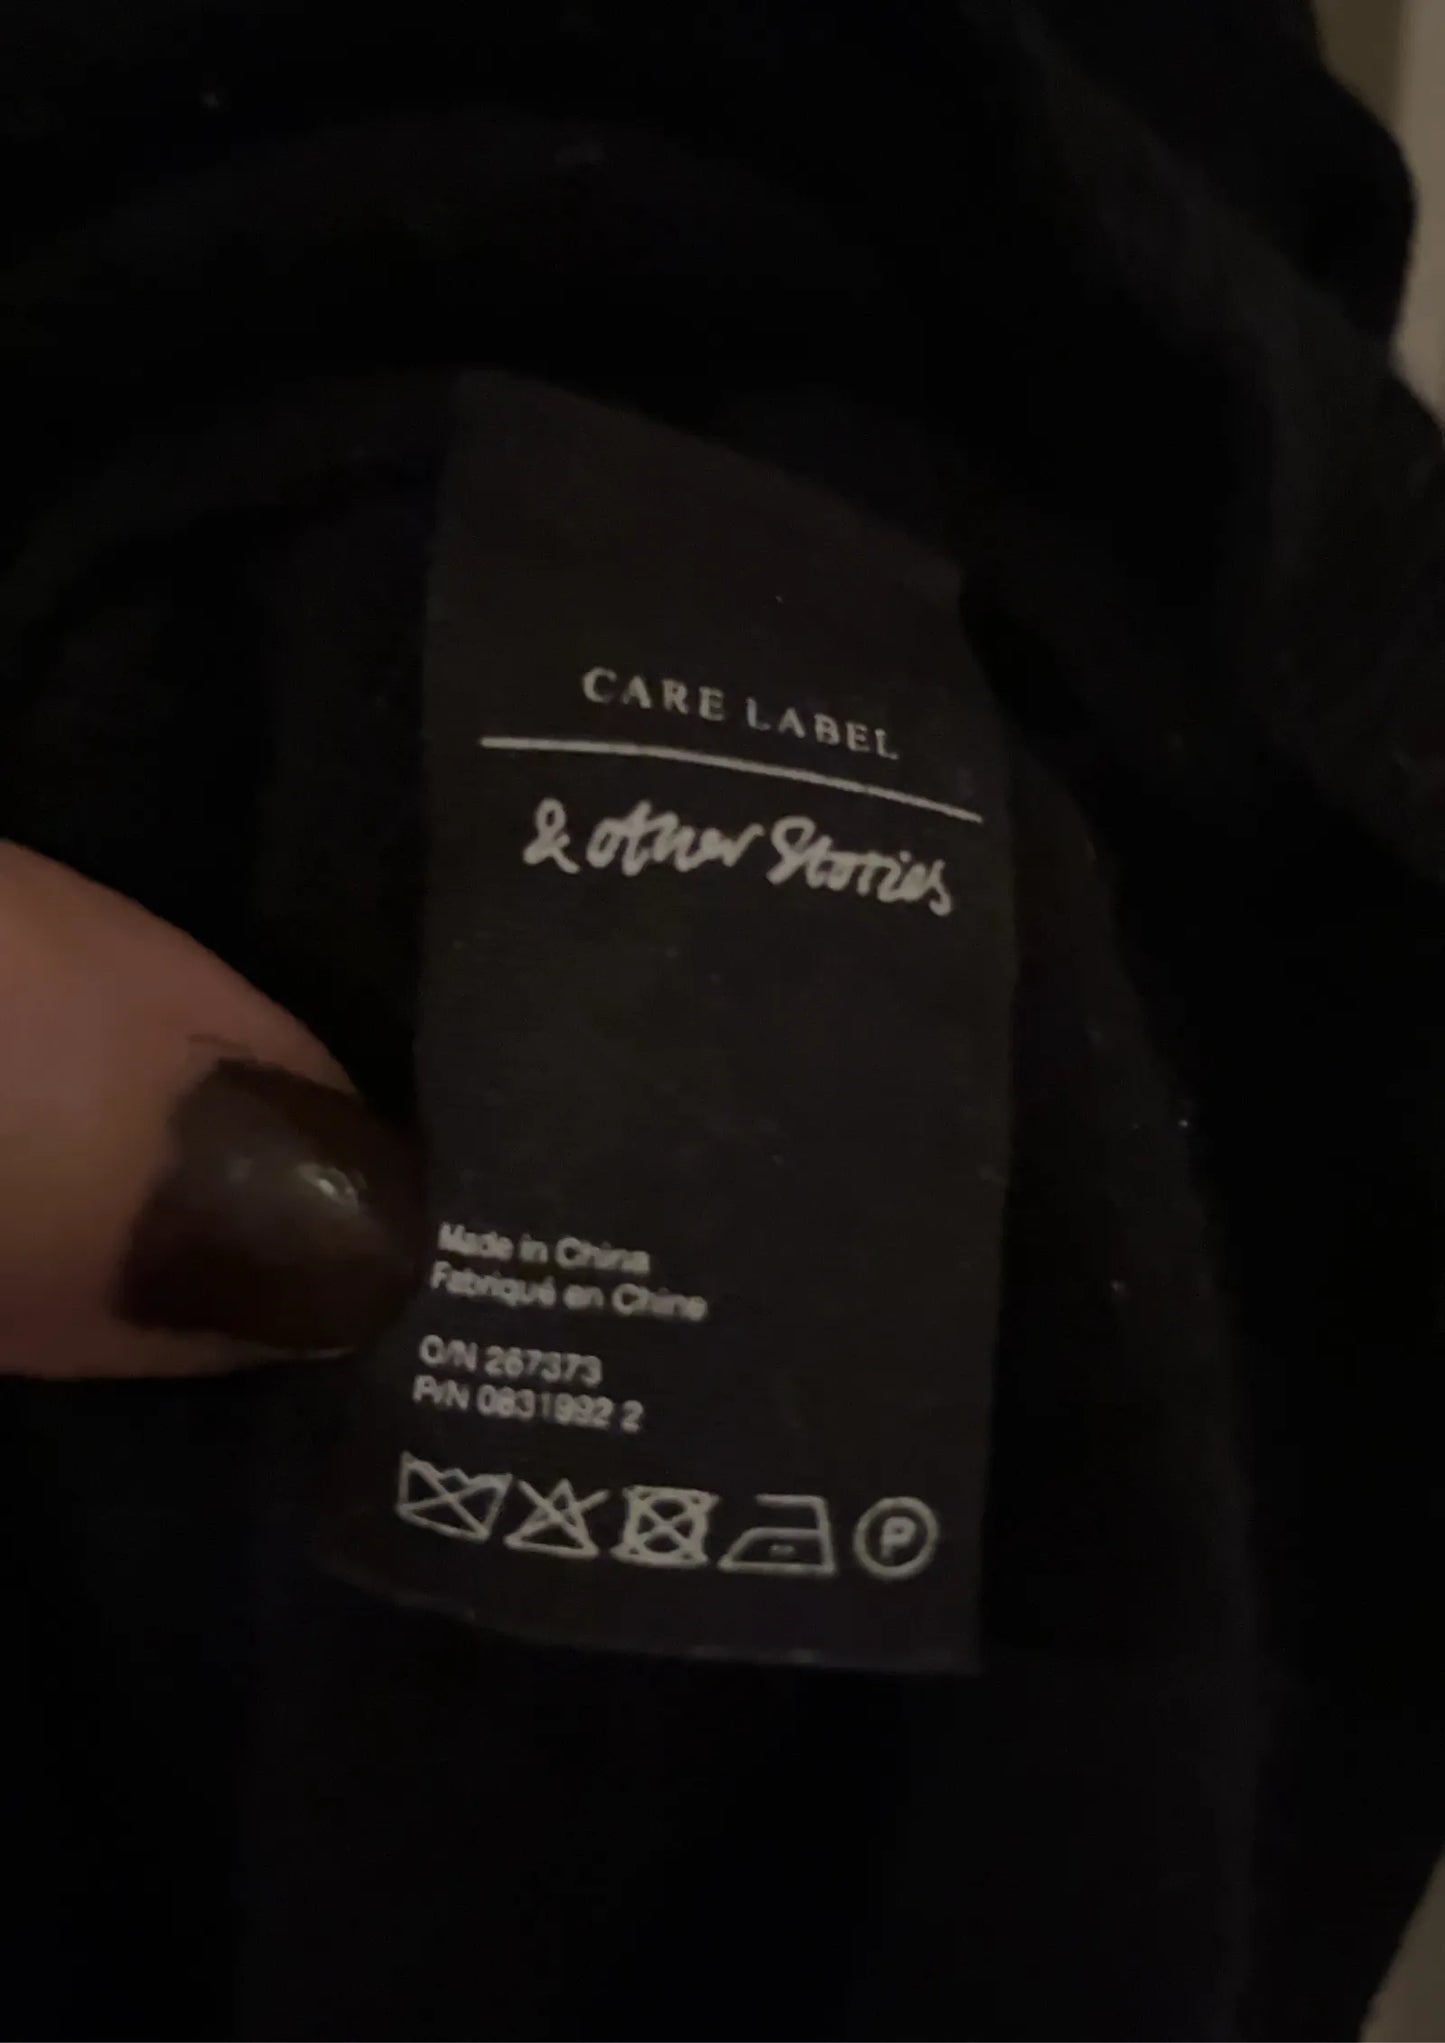 CARE LABEL
& other Stories
Made in China
Fabriqué en Chine
O/N 267373
P/N 0831992 2
P